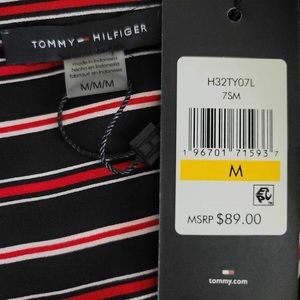 TOMMY HILFIGER
made in Indonesia
hecho en Indonesia
fabriqué en Indonésie
M/M/M
H32TY07L
7SM
1 96701 71593 7
M
MSRP $89.00
tommy.com